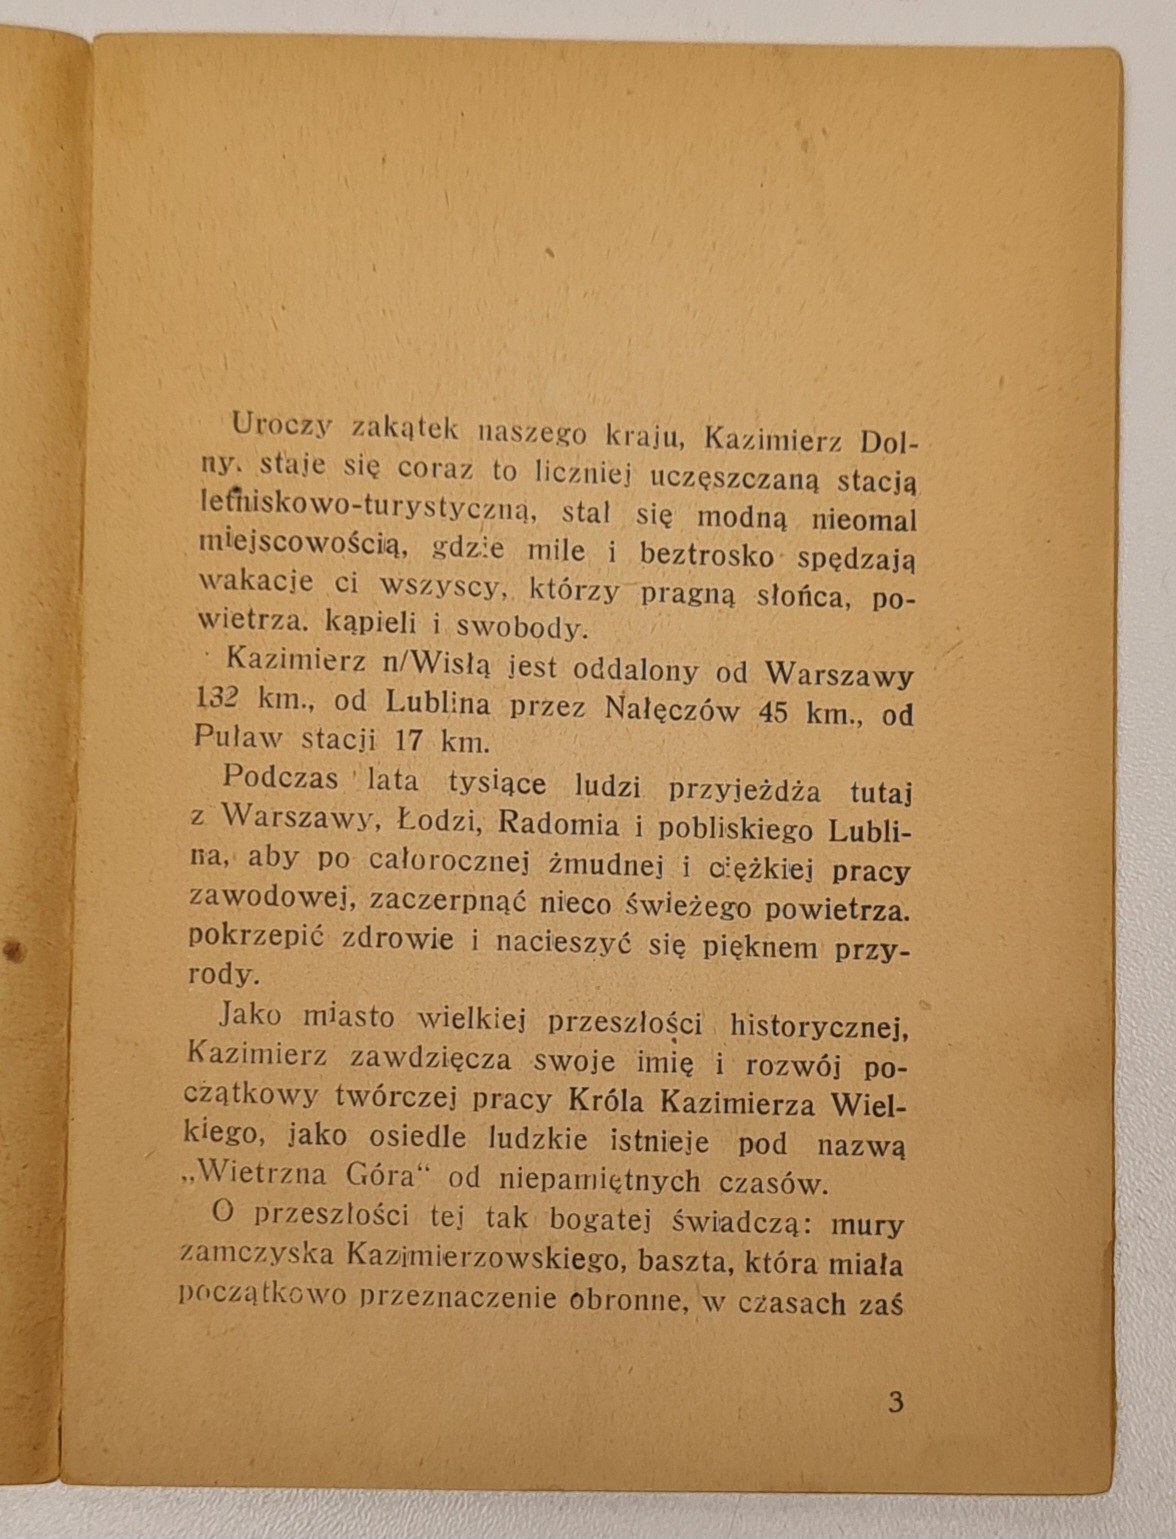 Uroczy zakątek naszego kraju, Kazimierz Dol-
ny. staje się coraz to liczniej uczęszczaną stacją
letniskowo-turystyczną, stał się modną nieomal
miejscowością, gdzie mile i beztrosko spędzają
wakacje ci wszyscy, którzy pragną słońca, po-
wietrza. kąpieli i swobody.
Kazimierz n/Wisłą jest oddalony od Warszawy
132 km., od Lublina przez Nałęczów 45 km., od
Puław stacji 17 km.
Podczas lata tysiące ludzi przyjeżdża tutaj
z Warszawy, Łodzi, Radomia i pobliskiego Lubli-
na, aby po całorocznej żmudnej i ciężkiej pracy
zawodowej, zaczerpnąć nieco świeżego powietrza.
pokrzepić zdrowie i nacieszyć się pięknem przy-
rody.
Jako miasto wielkiej przeszłości historycznej,
Kazimierz zawdzięcza swoje imię i rozwój po-
czątkowy twórczej pracy Króla Kazimierza Wiel-
kiego, jako osiedle ludzkie istnieje pod nazwą
„Wietrzna Góra“ od niepamiętnych czasów.
O przeszłości tej tak bogatej świadczą: mury
zamczyska Kazimierzowskiego, baszta, która miała
początkowo przeznaczenie obronne, w czasach zaś
3